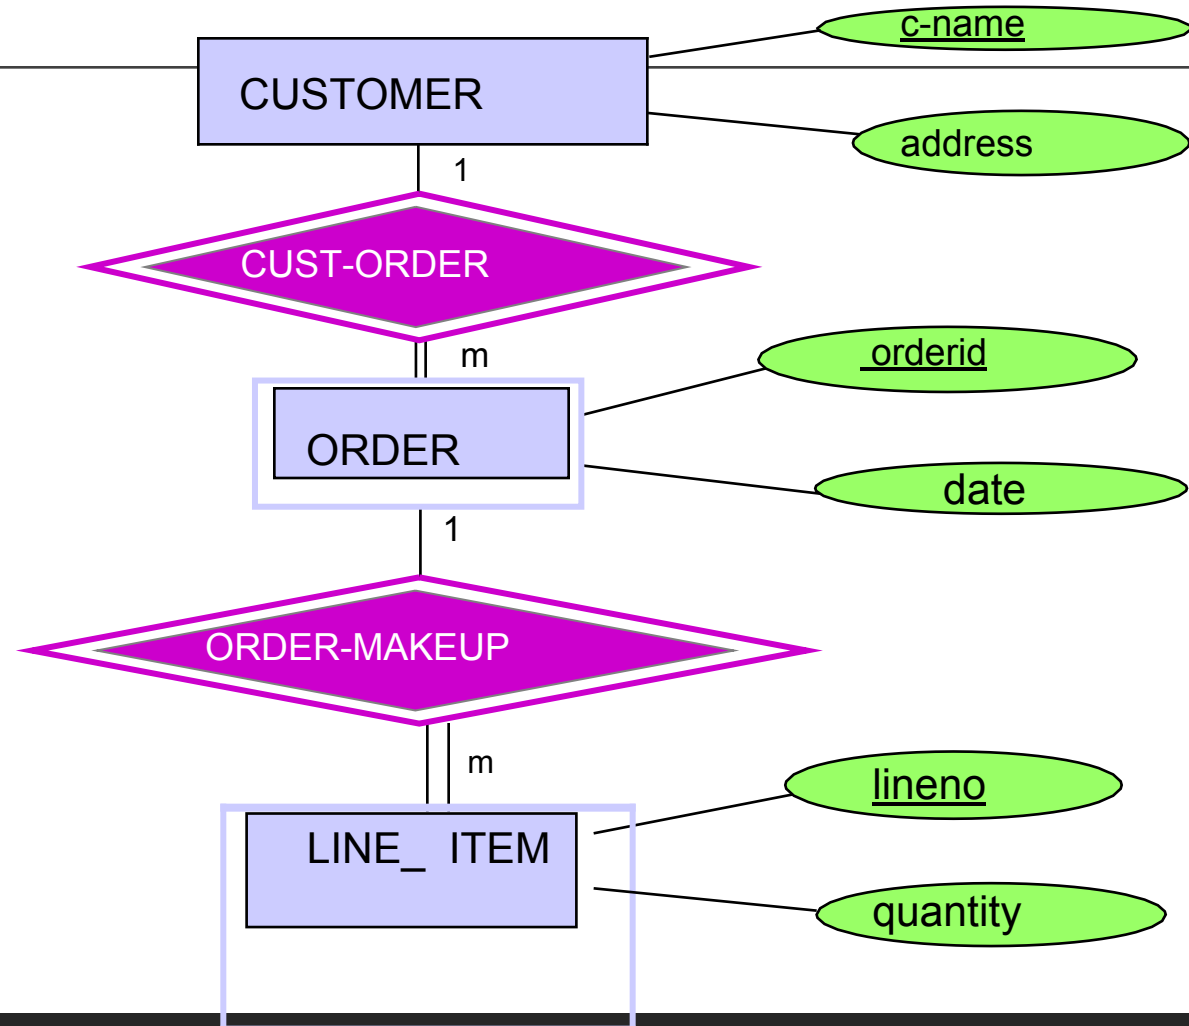 c-name
CUSTOMER
address
1
CUST-ORDER
m
orderid
ORDER
date
1
ORDER-MAKEUP
m
lineno
LINE_ ITEM
quantity